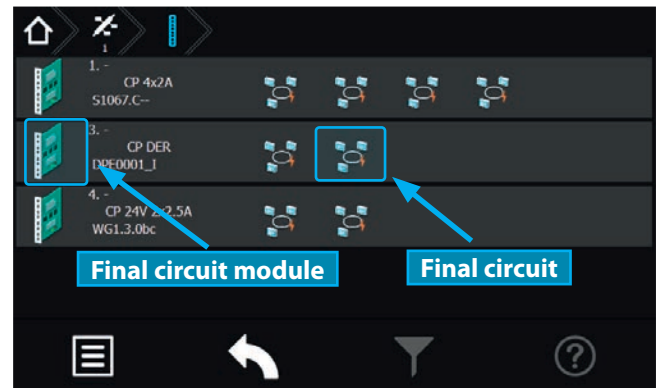 1
1. -
CP 4x2A
S1067.C--
3. -
CP DER
DPE0001_I
4. -
CP 24V 2x2.5A
WG1.3.0bc
Final circuit module
Final circuit
?